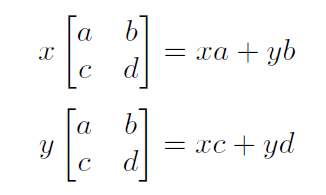 x [a b; c d] = xa + yb
y [a b; c d] = xc + yd